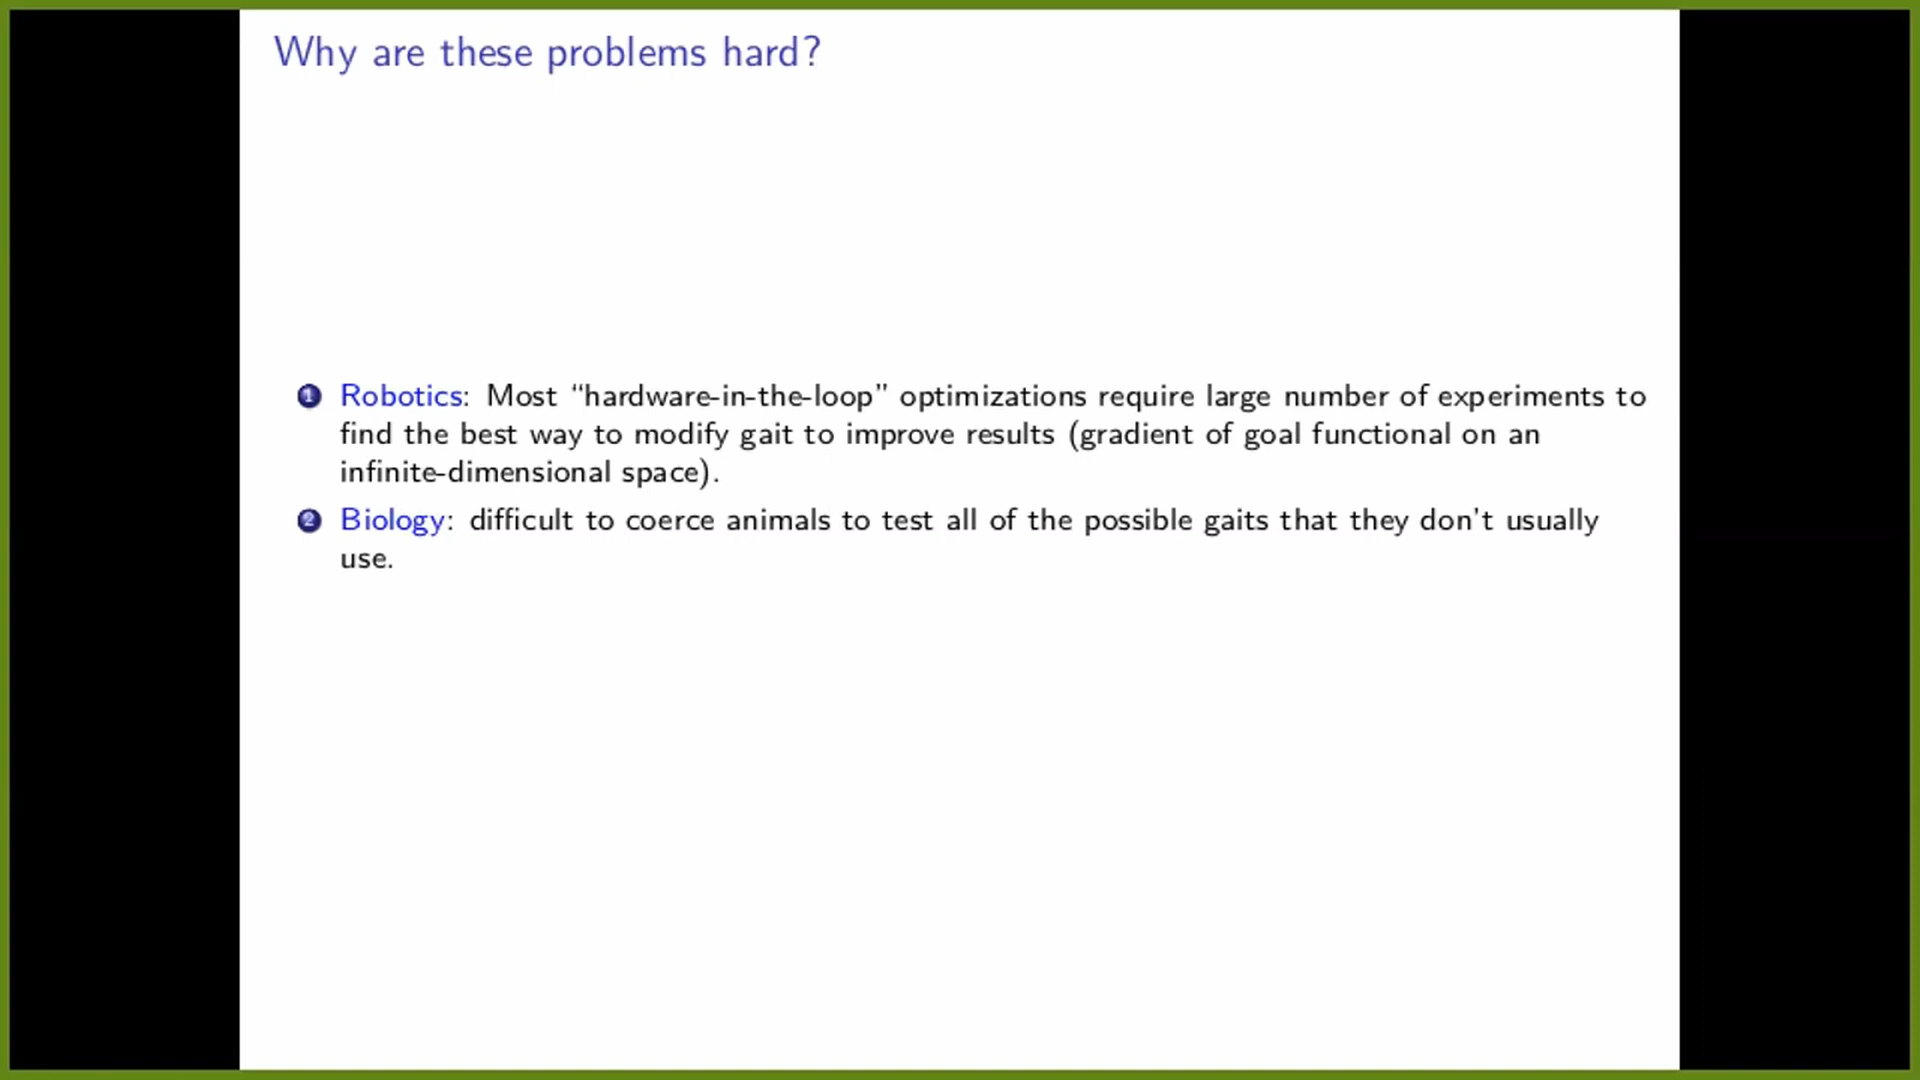 Why are these problems hard?
1 Robotics: Most “hardware-in-the-loop” optimizations require large number of experiments to
find the best way to modify gait to improve results (gradient of goal functional on an
infinite-dimensional space).
2 Biology: difficult to coerce animals to test all of the possible gaits that they don't usually
use.